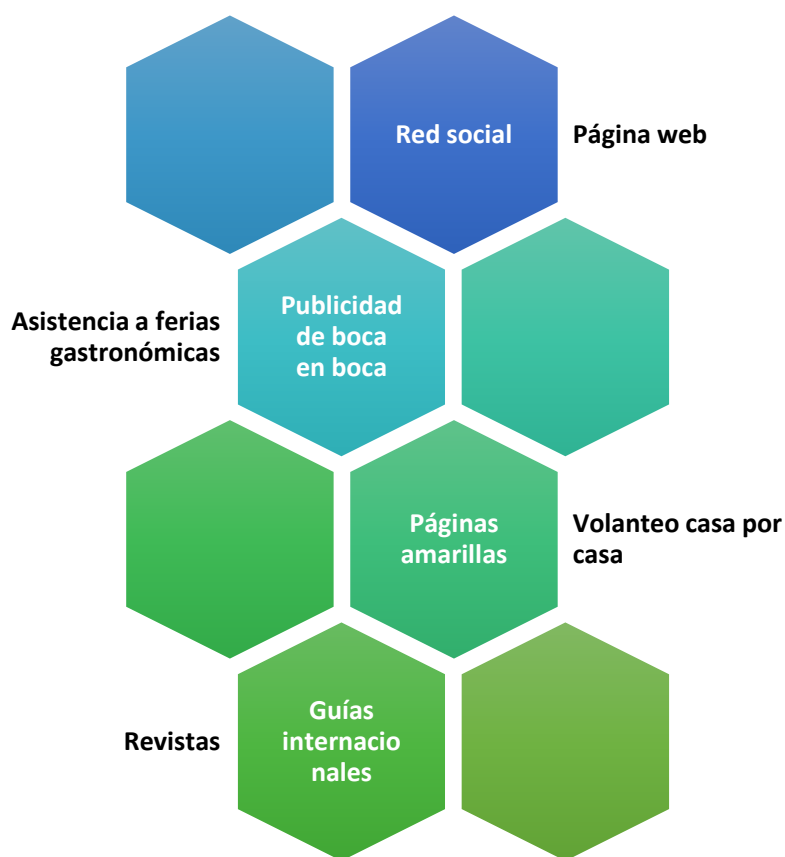 Red social
Página web
Asistencia a ferias
gastronómicas
Publicidad
de boca
en boca
Páginas
amarillas
Volanteo casa por
casa
Revistas
Guías
internacio
nales